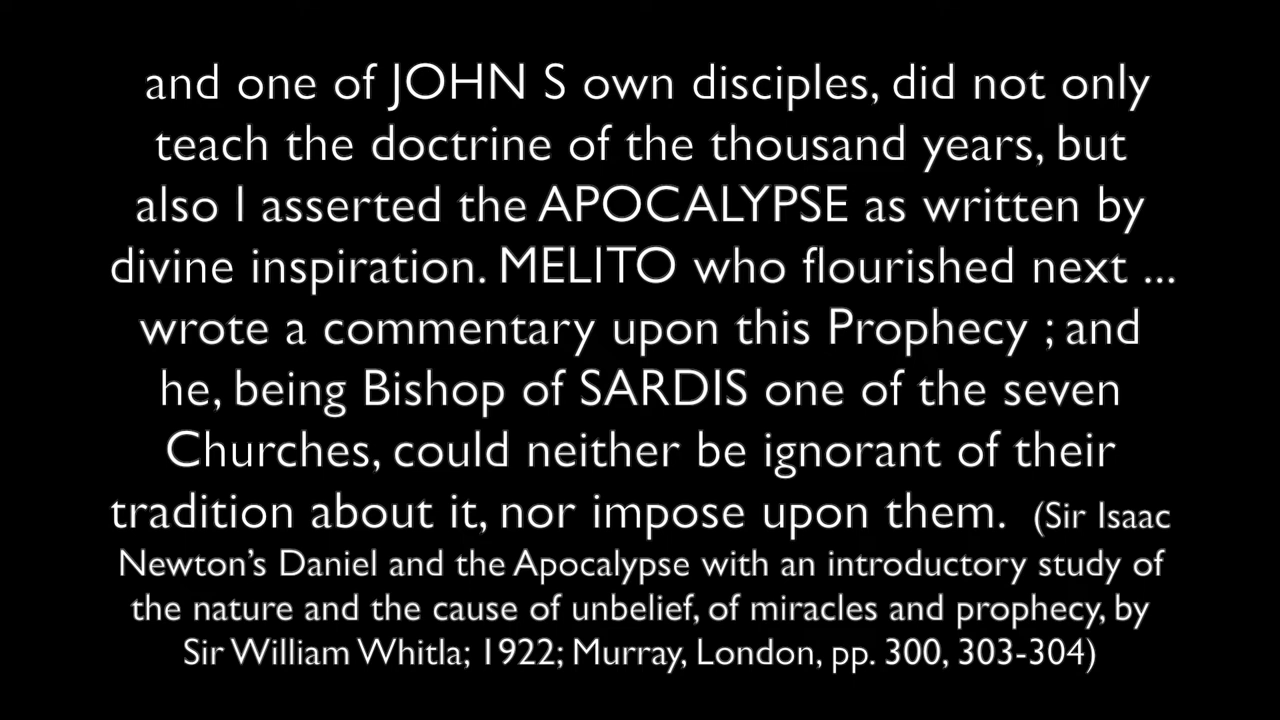 and one of JOHN S own disciples, did not only
teach the doctrine of the thousand years, but
also I asserted the APOCALYPSE as written by
divine inspiration. MELITO who flourished next ...
wrote a commentary upon this Prophecy ; and
he, being Bishop of SARDIS one of the seven
Churches, could neither be ignorant of their
tradition about it, nor impose upon them. (Sir Isaac
Newton’s Daniel and the Apocalypse with an introductory study of
the nature and the cause of unbelief, of miracles and prophecy, by
Sir William Whitla; 1922; Murray, London, pp. 300, 303-304)